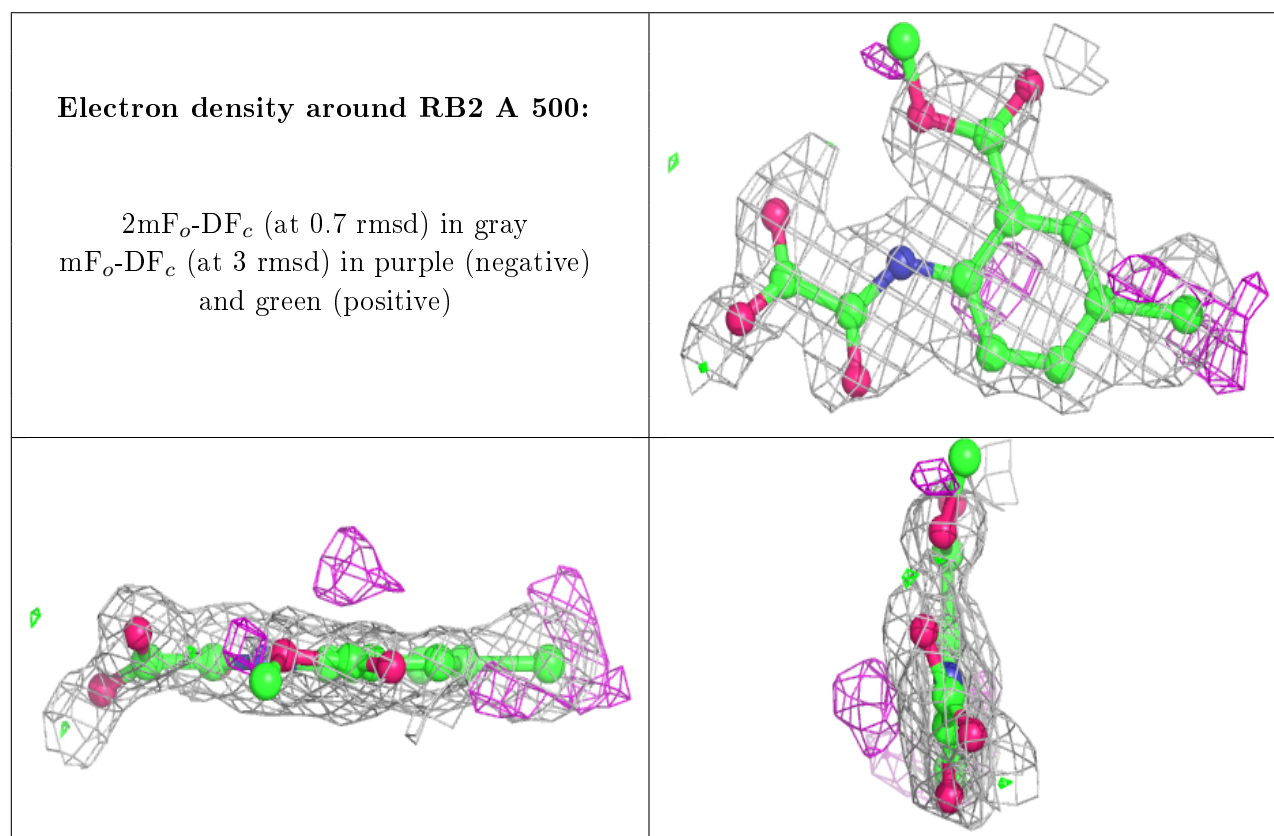 Electron density around RB2 A 500:
2mFₒ-DF𝒸 (at 0.7 rmsd) in gray
mFₒ-DF𝒸 (at 3 rmsd) in purple (negative)
and green (positive)